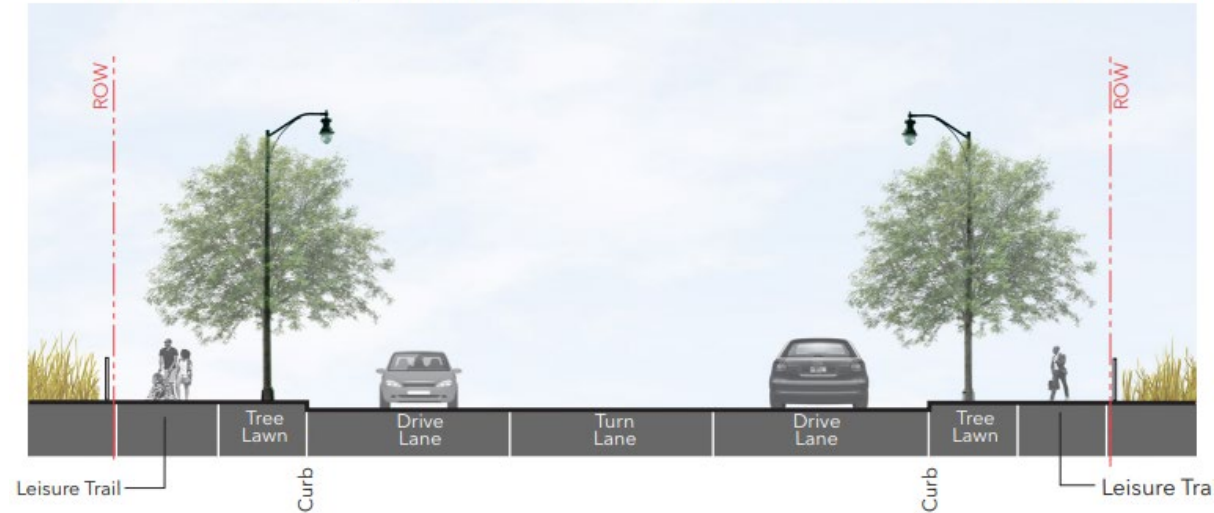 ROW
ROW
Tree
Lawn
Drive
Lane
Turn
Lane
Drive
Lane
Tree
Lawn
Leisure Trail
Curb
Curb
Leisure Tra